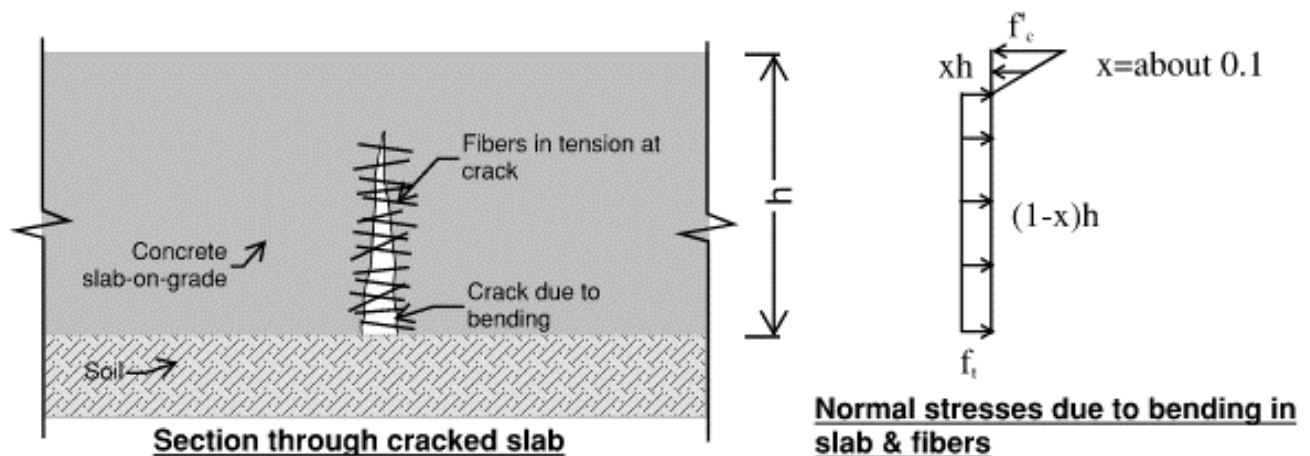 f'c
xh
x=about 0.1
Fibers in tension at
crack
h
(1-x)h
Concrete
slab-on-grade
Crack due to
bending
Soil
ft
Section through cracked slab
Normal stresses due to bending in
slab & fibers